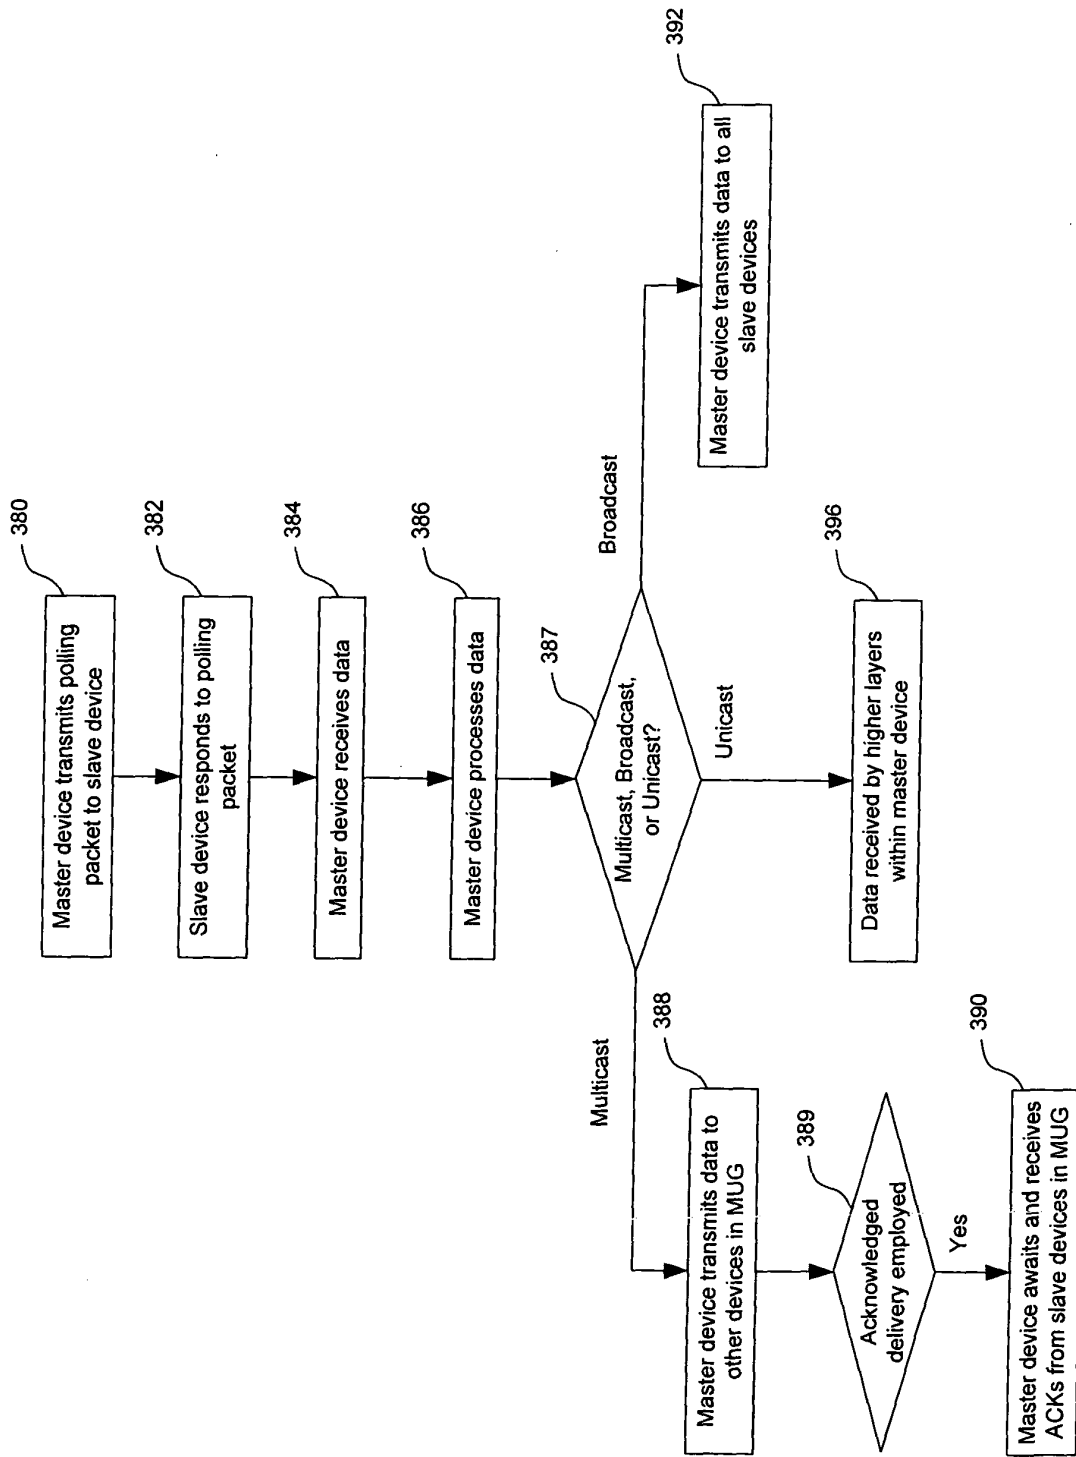 380
Master device transmits polling
packet to slave device
382
Slave device responds to polling
packet
384
Master device receives data
386
Master device processes data
387
Multicast, Broadcast,
or Unicast?
Multicast
Broadcast
Unicast
388
Master device transmits data to
other devices in MUG
389
Acknowledged
delivery employed
Yes
390
Master device awaits and receives
ACKs from slave devices in MUG
396
Data received by higher layers
within master device
392
Master device transmits data to all
slave devices